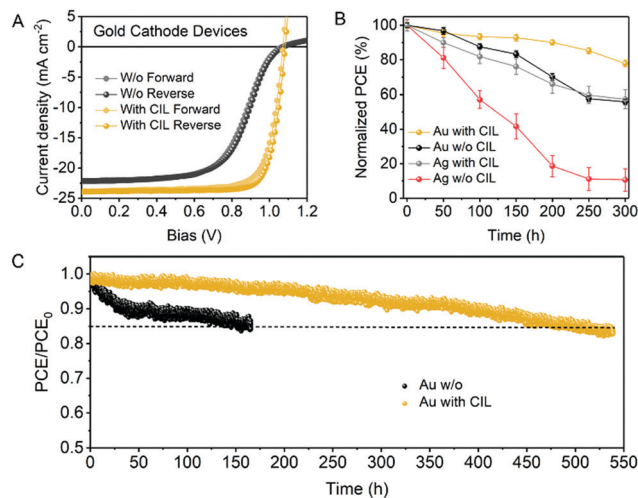 A
Gold Cathode Devices
5
0
-5
-10
-15
-20
-25
0.0 0.2 0.4 0.6 0.8 1.0 1.2
Current density (mA cm⁻²)
Bias (V)
W/o Forward
W/o Reverse
With CIL Forward
With CIL Reverse
B
100
80
60
40
20
0
0 50 100 150 200 250 300
Normalized PCE (%)
Time (h)
Au with CIL
Au w/o CIL
Ag with CIL
Ag w/o CIL
C
1.0
0.9
0.8
0.7
0.6
0.5
0 50 100 150 200 250 300 350 400 450 500 550
PCE/PCE₀
Time (h)
Au w/o
Au with CIL